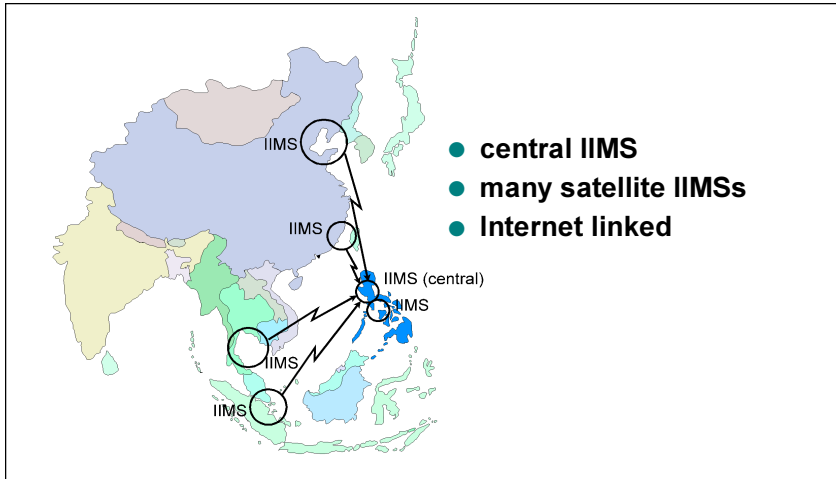 IIMS
central IIMS
many satellite IIMSs
Internet linked
IIMS
IIMS (central)
IIMS
IIMS
IIMS